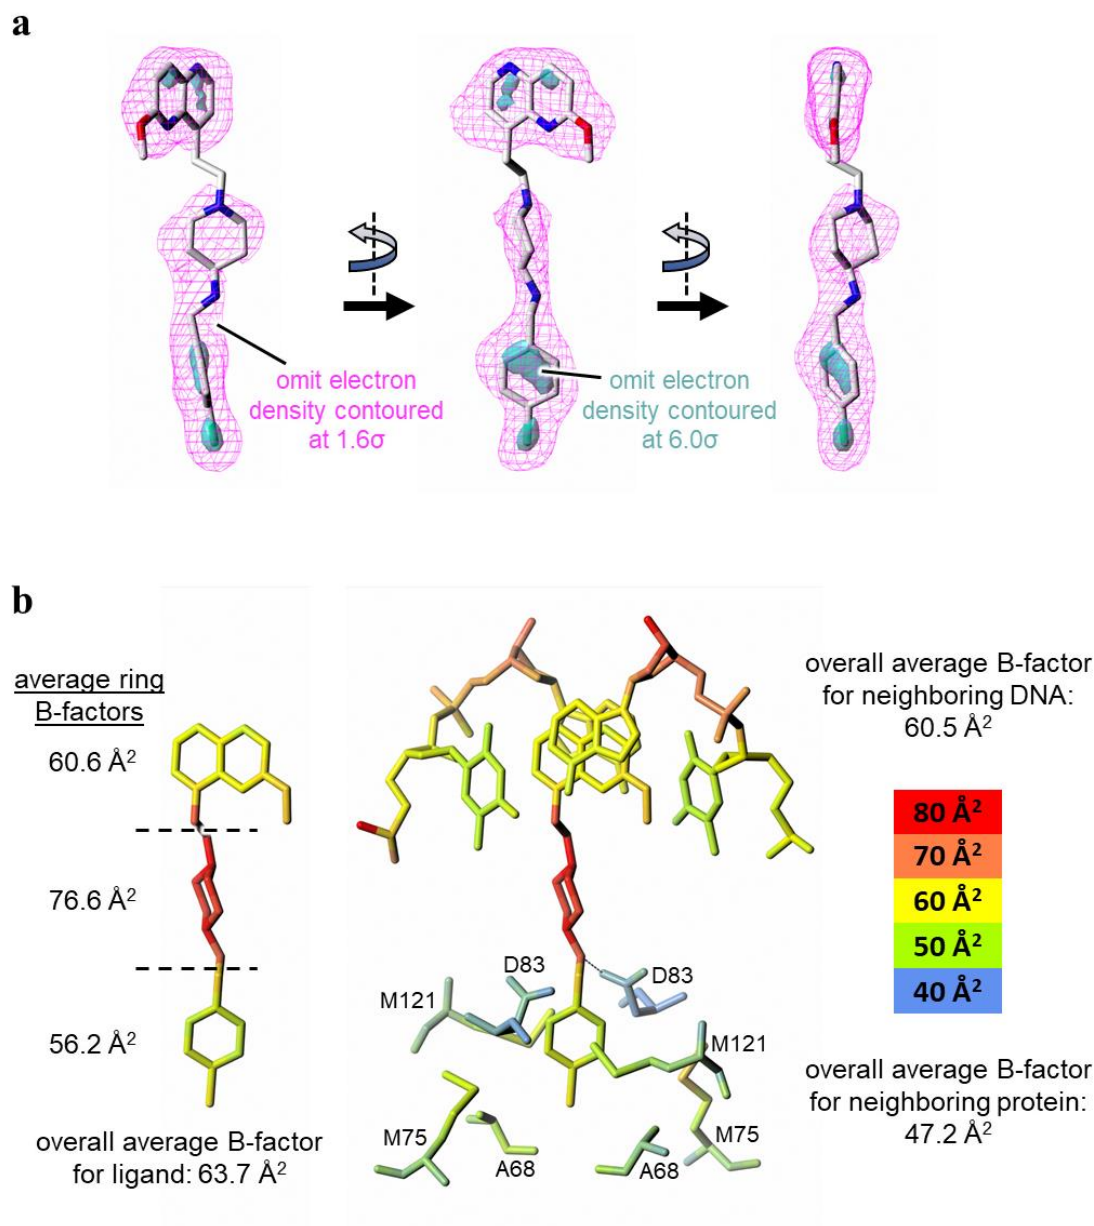 a
omit electron
density contoured
at 1.6σ
omit electron
density contoured
at 6.0σ
b
average ring
B-factors
60.6 Å²
76.6 Å²
56.2 Å²
overall average B-factor
for ligand: 63.7 Å²
overall average B-factor
for neighboring DNA:
60.5 Å²
80 Å²
70 Å²
60 Å²
50 Å²
40 Å²
D83
D83
M121
M121
M75
A68
A68
M75
overall average B-factor
for neighboring protein:
47.2 Å²